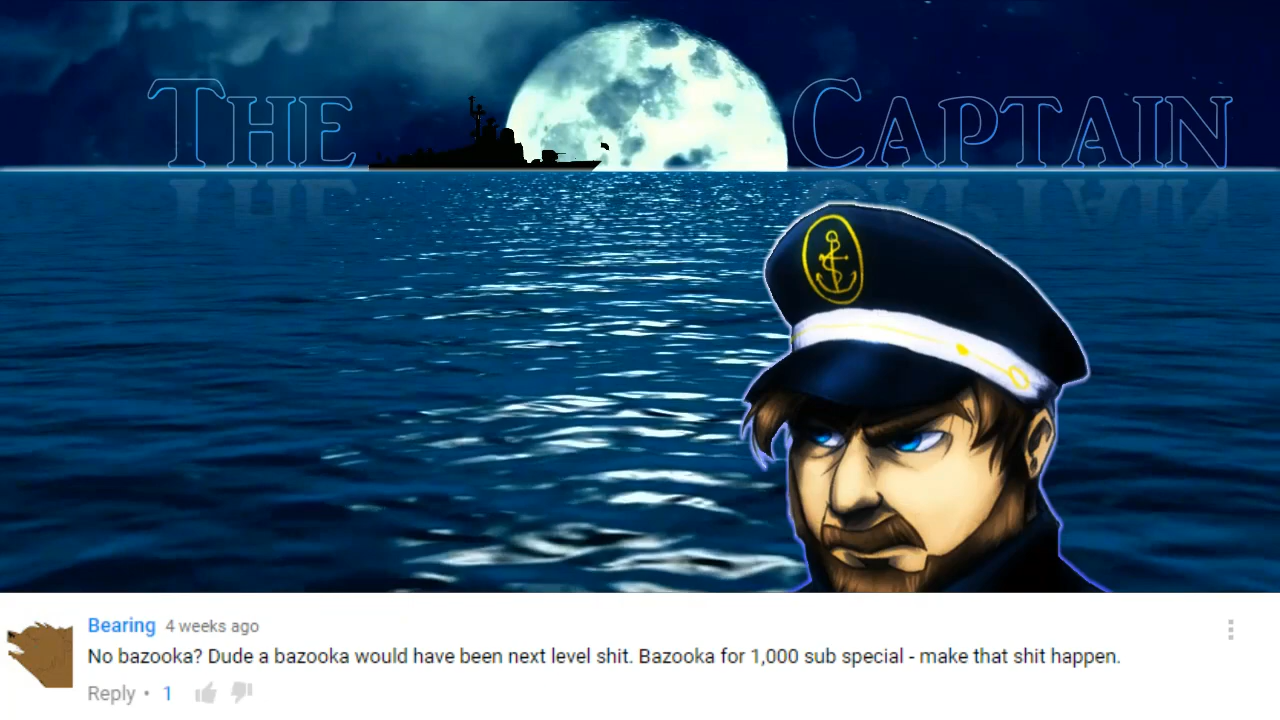 The Captain
Bearing 4 weeks ago
No bazooka? Dude a bazooka would have been next level shit. Bazooka for 1,000 sub special - make that shit happen.
Reply • 1